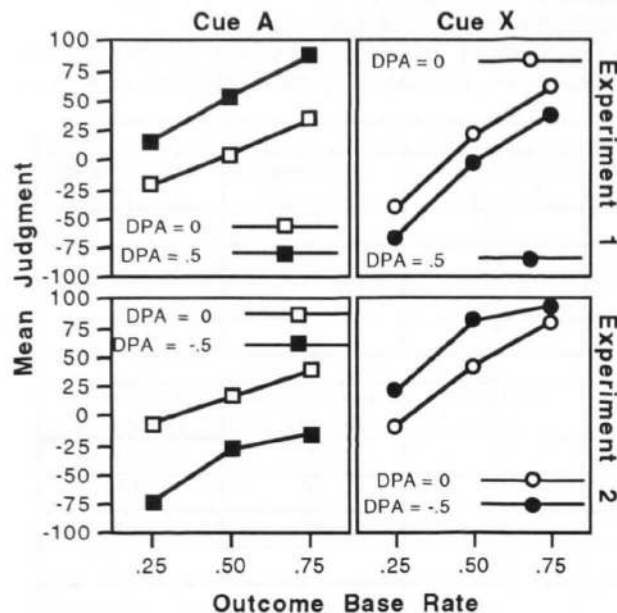 Cue A
Cue X
100
75
50
25
0
-25
-50
-75
-100
DPA = 0
DPA = .5
DPA = 0
DPA = .5
Experiment 1
Mean Judgment
100
75
50
25
0
-25
-50
-75
-100
DPA = 0
DPA = -.5
DPA = 0
DPA = -.5
Experiment 2
.25 .50 .75
.25 .50 .75
Outcome Base Rate